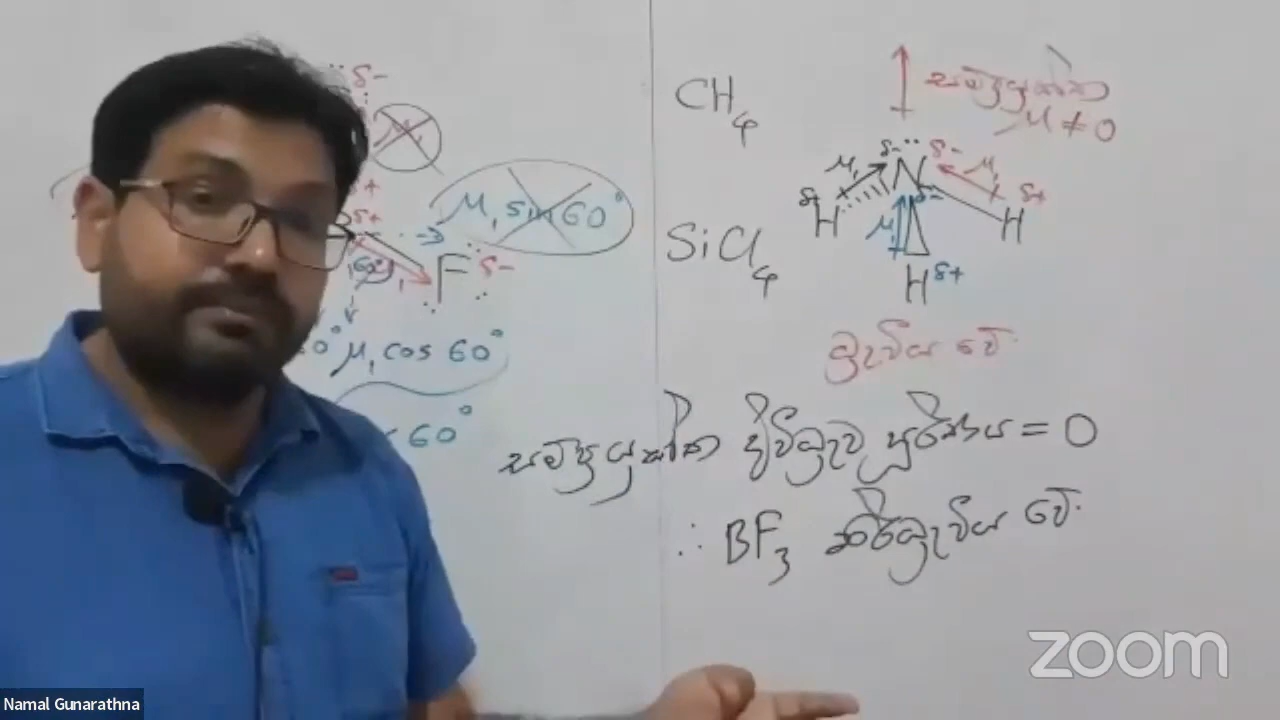 δ-
δ+
δ+
μ₁ sin 60°
F δ-
60°
μ₁ cos 60°
60°
CH₄
SiCl₄
සම්ප්‍රයුක්ත
μ ≠ 0
δ- N δ-
μ₁ μ₁
δ+ H δ- H δ+
μ₁
H δ+
ධ්‍රැවීය වේ.
සම්ප්‍රයුක්ත ද්විධ්‍රැව සූර්ණය = 0
∴ BF₃ නිර්ධ්‍රැවීය වේ.
zoom
Namal Gunarathna